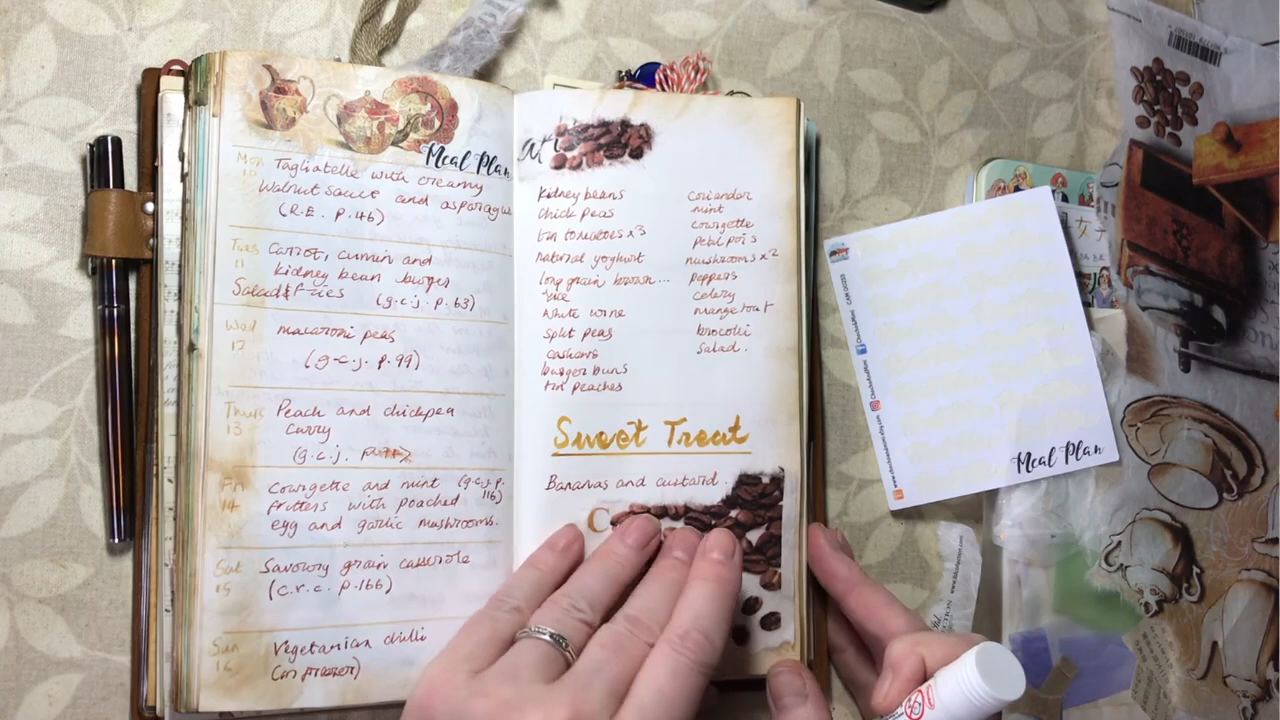 Meal Plan
Mon
10
Tagliatelle with creamy
Walnut Sauce and asparagus
(R.E. P.46)
Tues
11
Carrot, cumin and
kidney bean burger
Salad & fries (g.c.j. p.63)
Wed
12
macaroni peas
(g.c.j. p.99)
Thurs
13
Peach and chickpea
curry
(g.c.j.
Fri
14
Courgette and mint (g.c.j. p.
116)
fritters with poached
egg and garlic mushrooms.
Sat
15
Savoury grain casserole
(c.r.c. p.166)
Sun
16
Vegetarian chilli
(in freezer)
kidney beans
chick peas
tin tomatoes x3
natural yoghurt
long grain brown...
rice
white wine
split peas
cashews
burger buns
tin peaches
coriander
mint
courgette
petit pois
mushrooms x2
peppers
celery
mangetout
brocolli
Salad.
Sweet Treat
Bananas and custard.
Meal Plan